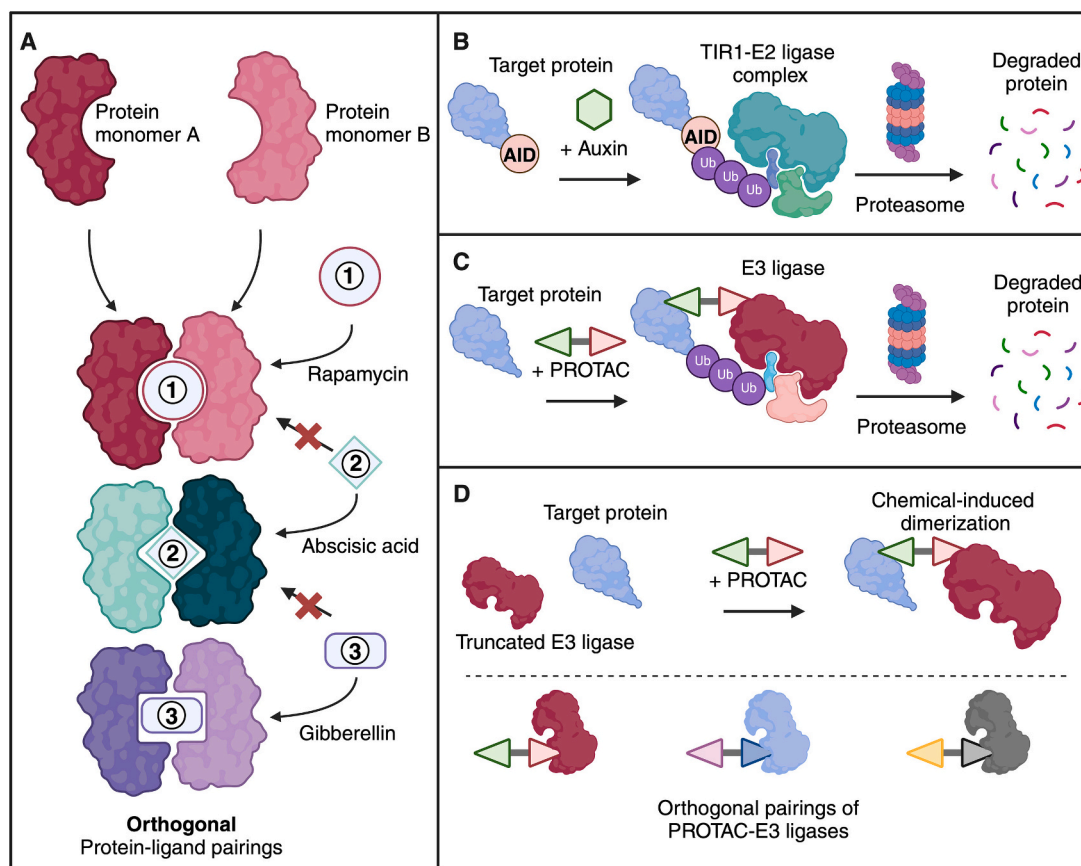 A
Protein
monomer A
Protein
monomer B
1
Rapamycin
1
2
Abscisic acid
2
3
Gibberellin
3
Orthogonal
Protein-ligand pairings
B
Target protein
AID
+ Auxin
TIR1-E2 ligase
complex
AID
Ub
Ub
Ub
Proteasome
Degraded
protein
C
Target protein
+ PROTAC
E3 ligase
Ub
Ub
Ub
Proteasome
Degraded
protein
D
Target protein
Truncated E3 ligase
+ PROTAC
Chemical-induced
dimerization
Orthogonal pairings of
PROTAC-E3 ligases